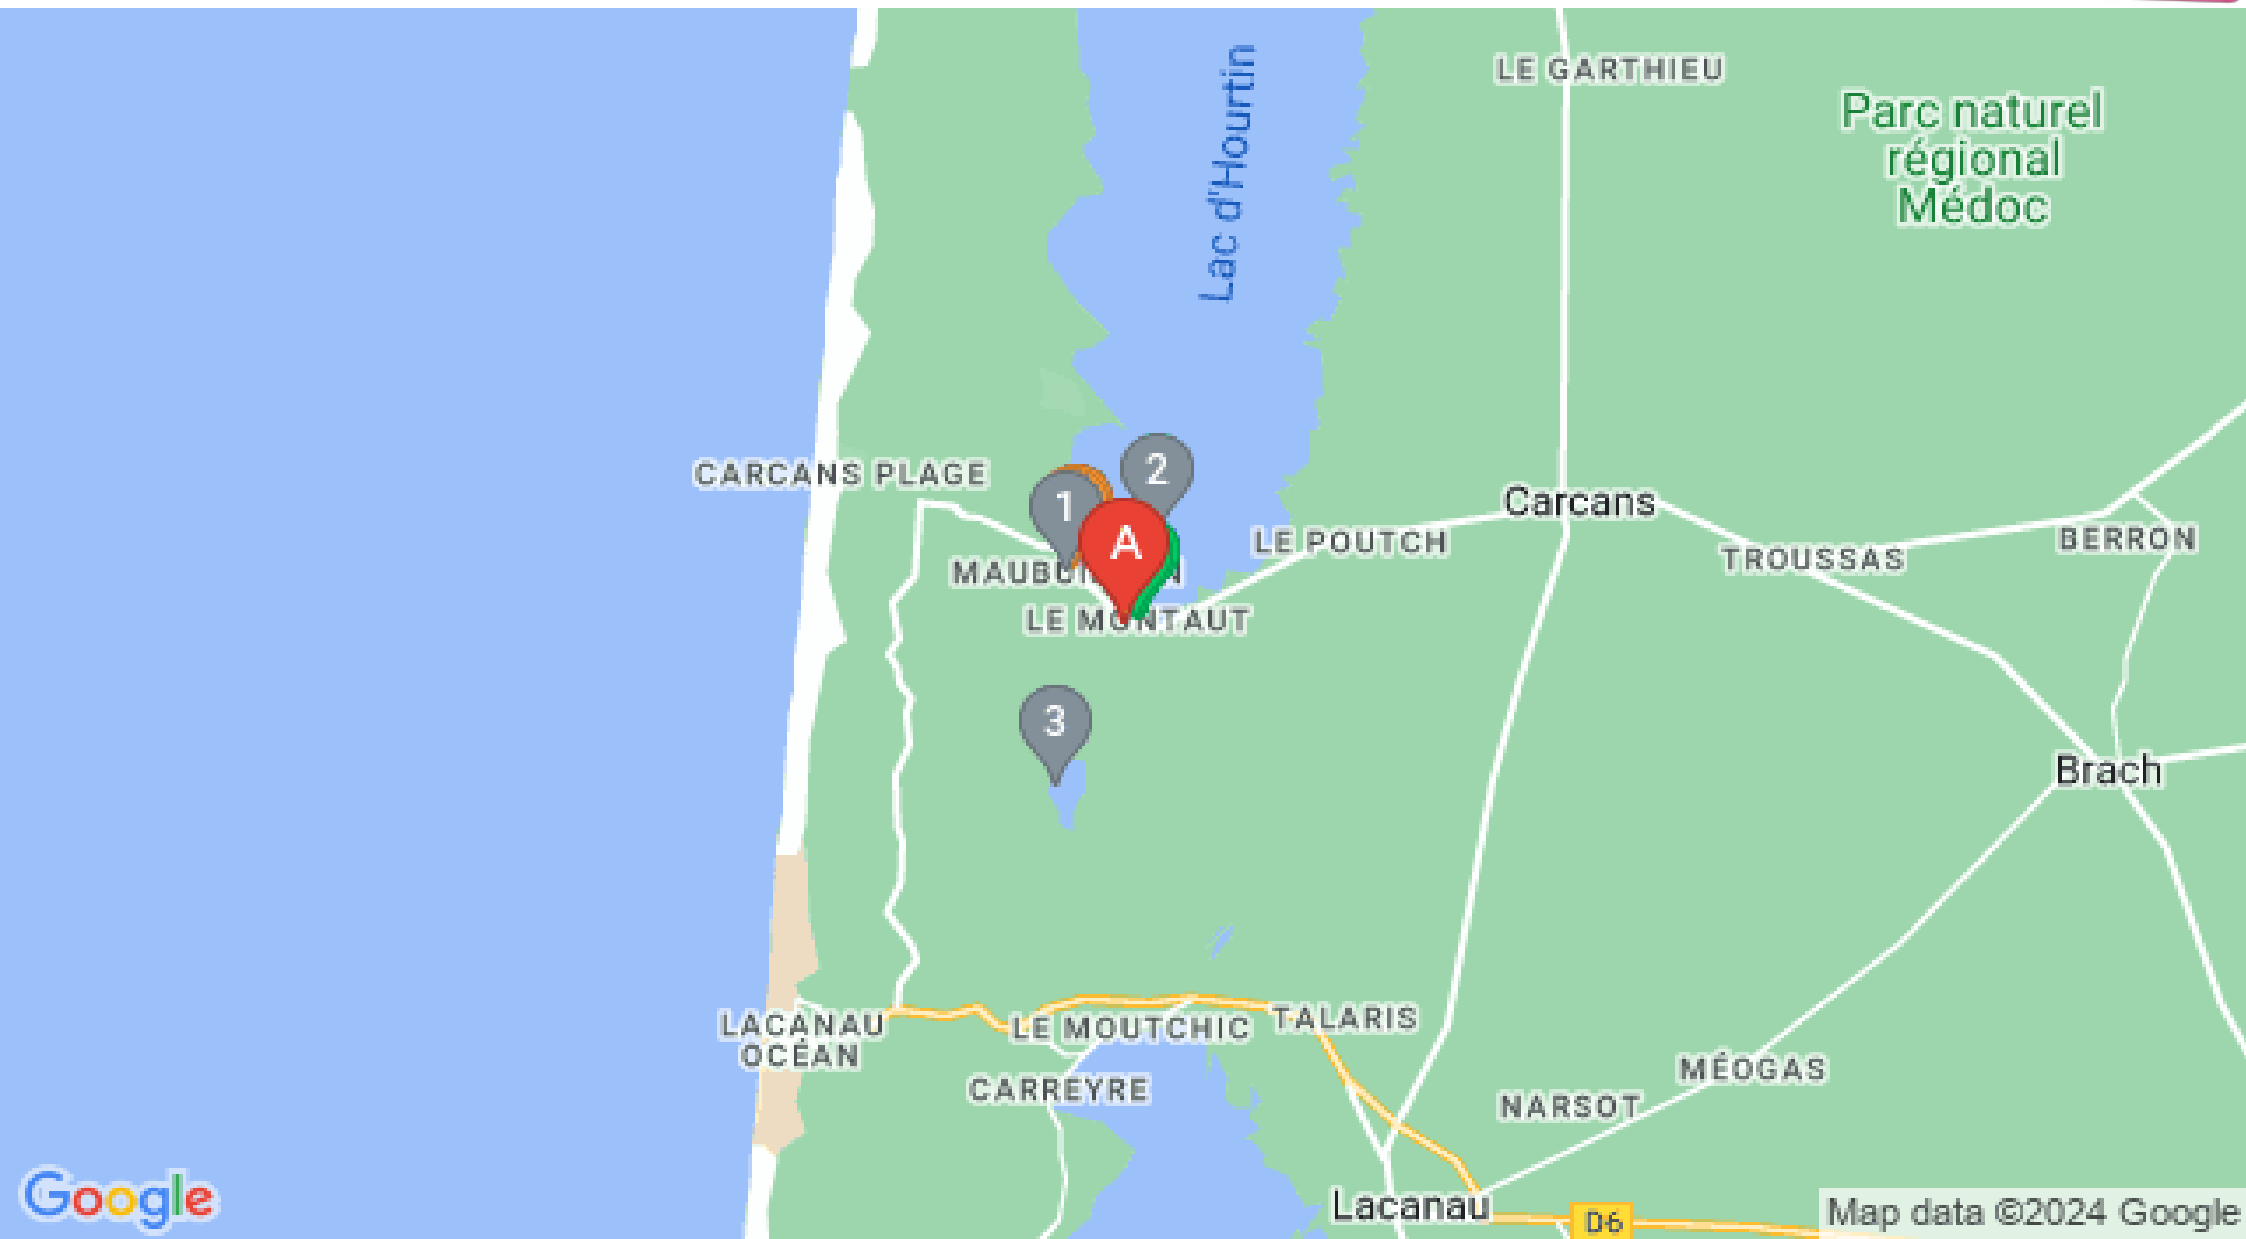 LE GARTHIEU
Parc naturel
régional
Médoc
Lac d'Hourtin
CARCANS PLAGE
2
1
A
Carcans
LE POUTCH
BERRON
TROUSSAS
LE MONTAUT
3
Brach
LACANAU
OCÉAN
LE MOUTCHIC
TALARIS
CARREYRE
MÉOGAS
NARSOT
Lacanau
D6
Google
Map data ©2024 Google